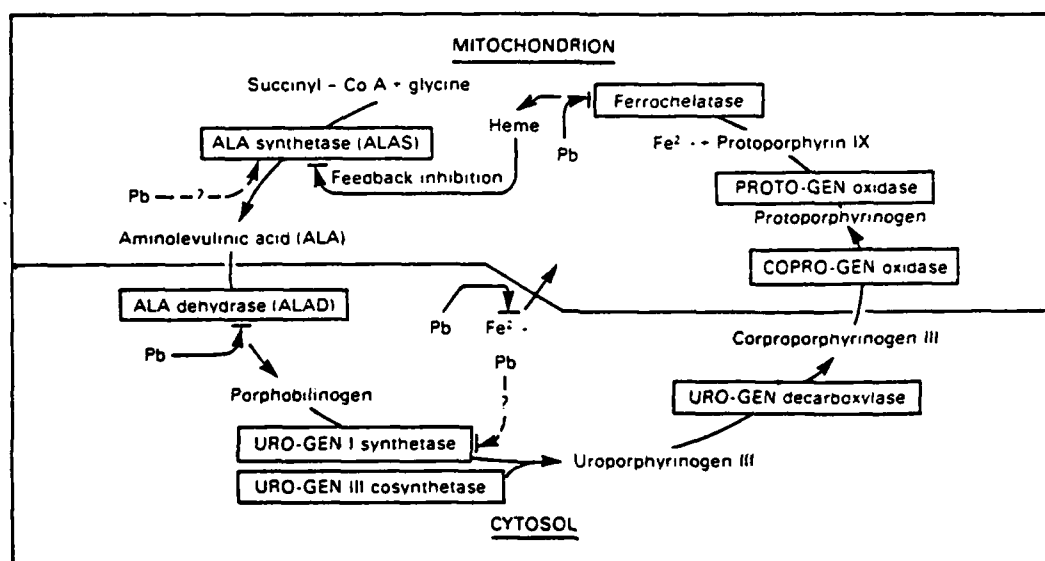 MITOCHONDRION
Succinyl - Co A + glycine
Ferrochelatase
Heme
Pb
Fe² · + Protoporphyrin IX
ALA synthetase (ALAS)
Feedback inhibition
Pb ?
PROTO-GEN oxidase
Protoporphyrinogen
Aminolevulinic acid (ALA)
COPRO-GEN oxidase
ALA dehydrase (ALAD)
Pb
Fe² ·
Pb
Corproporphyrinogen III
Pb
?
Porphobilinogen
URO-GEN decarboxylase
URO-GEN I synthetase
Uroporphyrinogen III
URO-GEN III cosynthetase
CYTOSOL